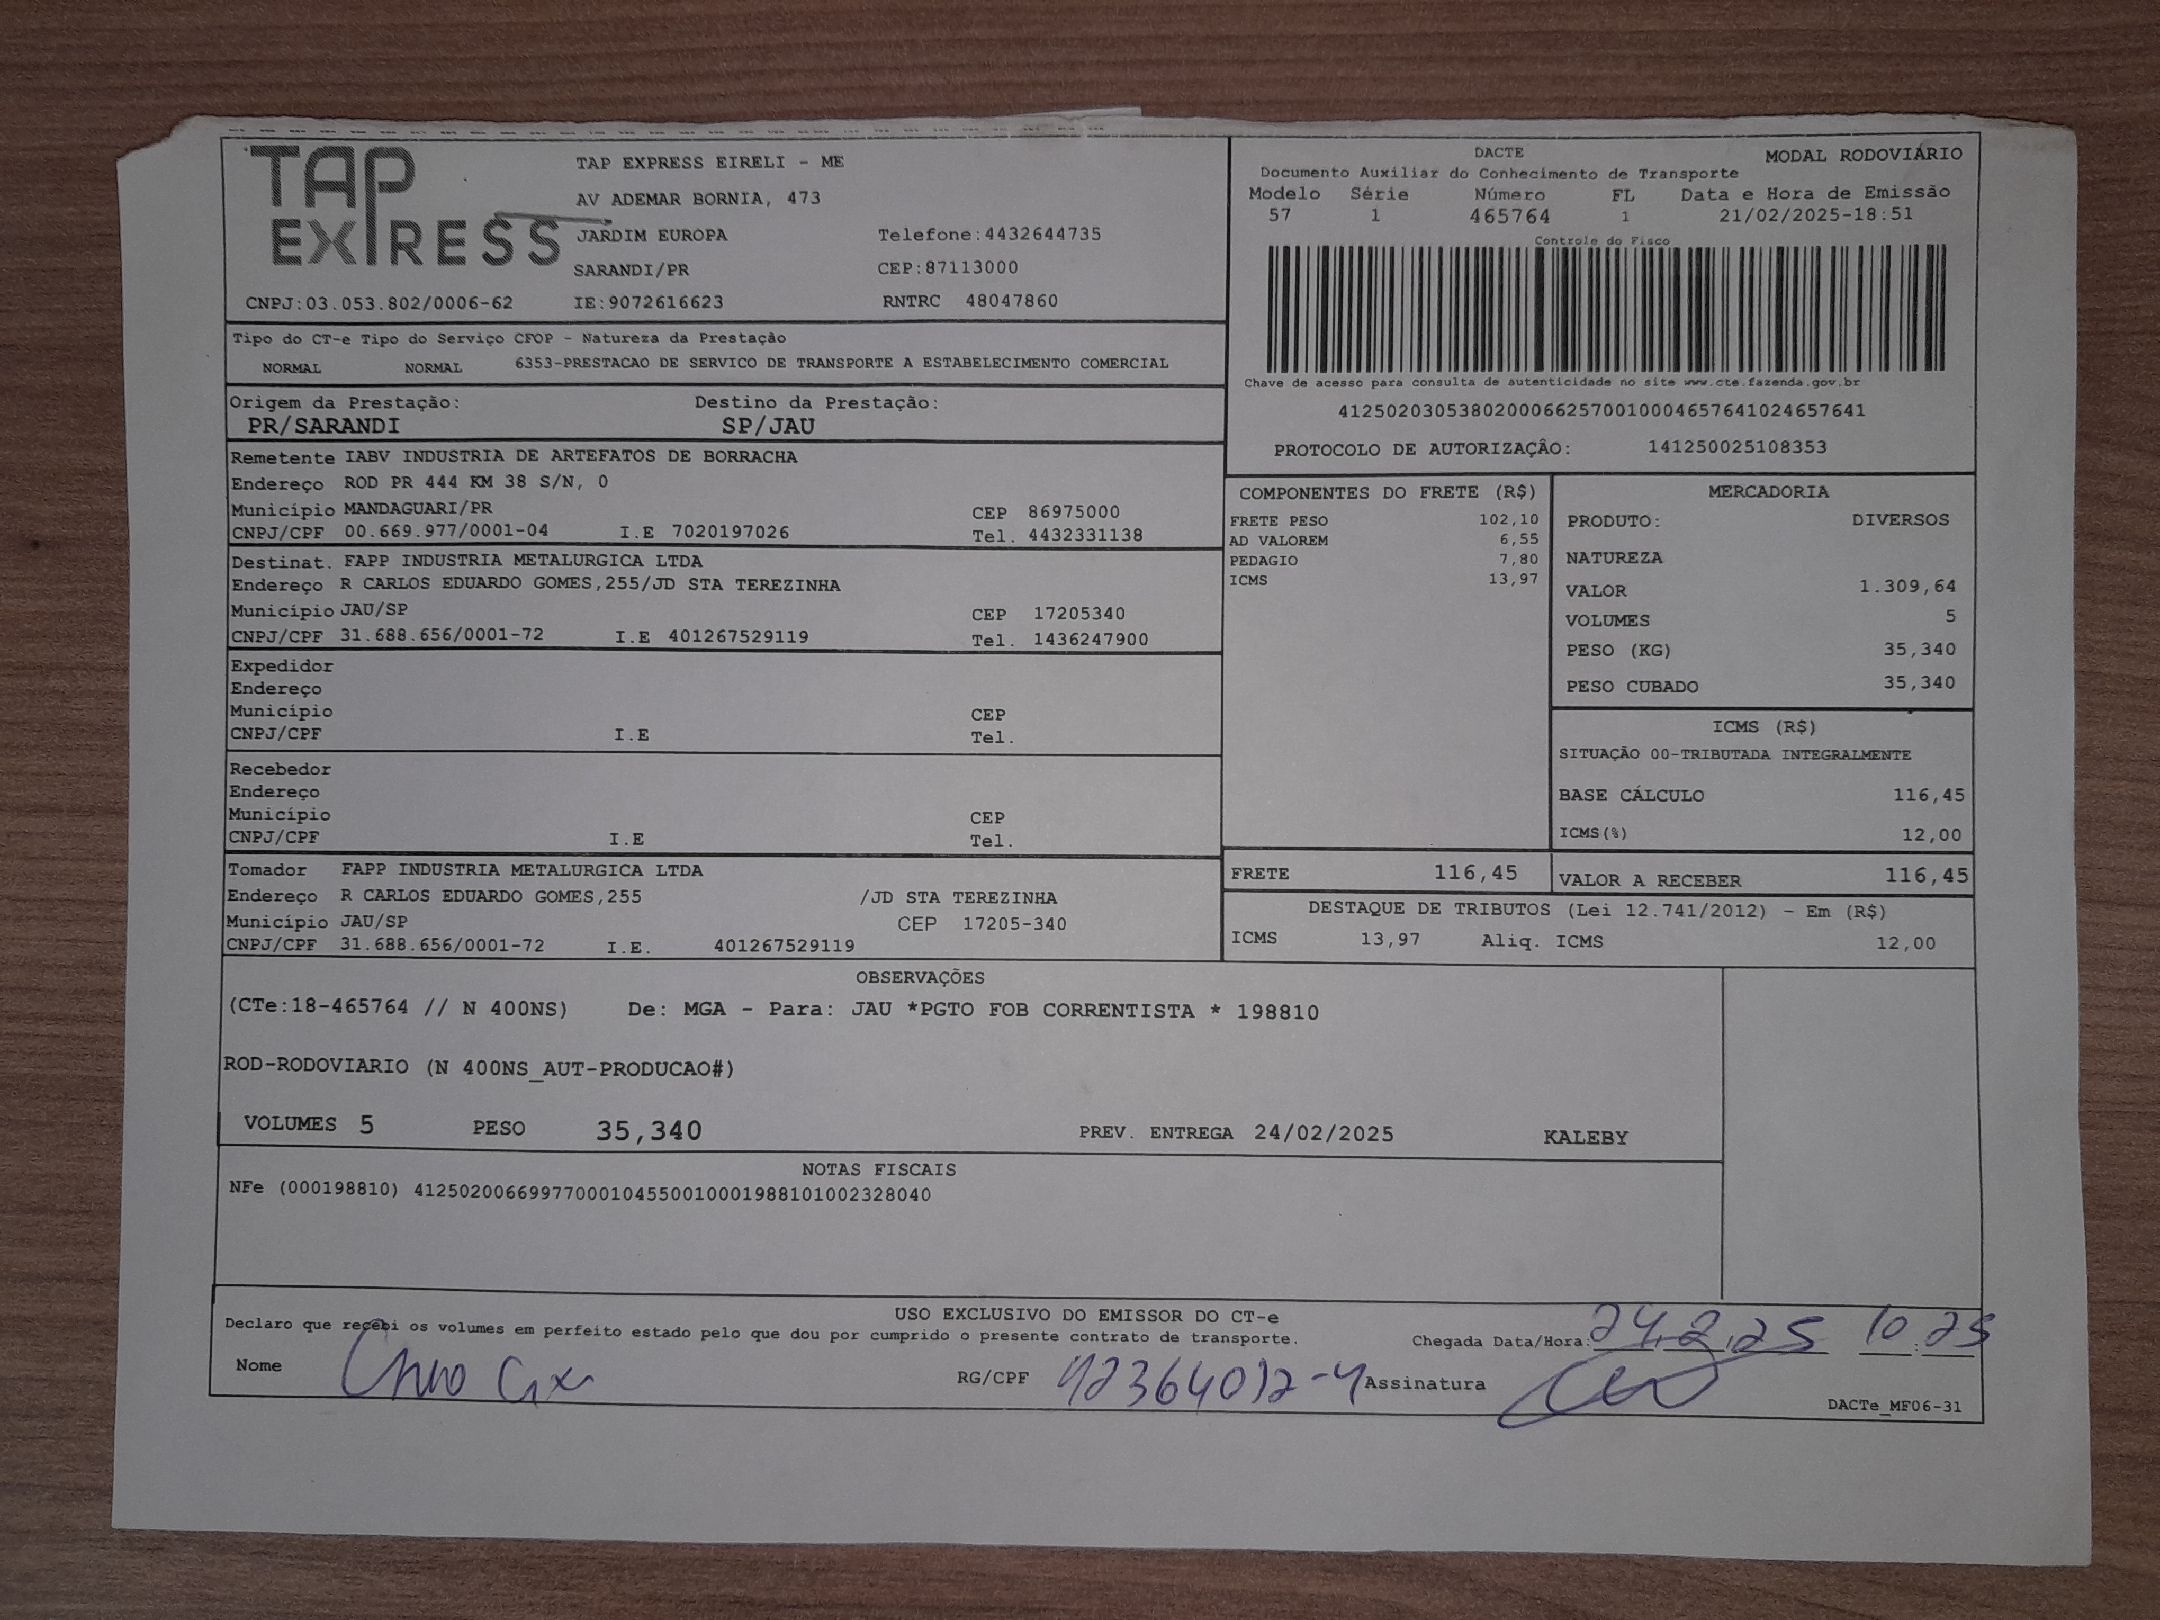 TAP EXPRESS
TAP EXPRESS EIRELI - ME
AV ADEMAR BORNIA, 473
JARDIM EUROPA Telefone:4432644735
SARANDI/PR CEP:87113000
CNPJ:03.053.802/0006-62 IE:9072616623 RNTRC 48047860
DACTE MODAL RODOVIÁRIO
Documento Auxiliar do Conhecimento de Transporte
Modelo Série Número FL Data e Hora de Emissão
57 1 465764 1 21/02/2025-18:51
Controle do Fisco
Chave de acesso para consulta de autenticidade no site www.cte.fazenda.gov.br
41250203053802000662570010004657641024657641
PROTOCOLO DE AUTORIZAÇÂO: 141250025108353
Tipo do CT-e Tipo do Serviço CFOP - Natureza da Prestação
NORMAL NORMAL 6353-PRESTACAO DE SERVICO DE TRANSPORTE A ESTABELECIMENTO COMERCIAL
Origem da Prestação: Destino da Prestação:
PR/SARANDI SP/JAU
Remetente IABV INDUSTRIA DE ARTEFATOS DE BORRACHA
Endereço ROD PR 444 KM 38 S/N, 0
Município MANDAGUARI/PR CEP 86975000
CNPJ/CPF 00.669.977/0001-04 I.E 7020197026 Tel. 4432331138
Destinat. FAPP INDUSTRIA METALURGICA LTDA
Endereço R CARLOS EDUARDO GOMES,255/JD STA TEREZINHA
Município JAU/SP CEP 17205340
CNPJ/CPF 31.688.656/0001-72 I.E 401267529119 Tel. 1436247900
Expedidor
Endereço
Município CEP
CNPJ/CPF I.E Tel.
Recebedor
Endereço
Município CEP
CNPJ/CPF I.E Tel.
Tomador FAPP INDUSTRIA METALURGICA LTDA
Endereço R CARLOS EDUARDO GOMES,255 /JD STA TEREZINHA
Município JAU/SP CEP 17205-340
CNPJ/CPF 31.688.656/0001-72 I.E. 401267529119
COMPONENTES DO FRETE (R$)
FRETE PESO 102,10
AD VALOREM 6,55
PEDAGIO 7,80
ICMS 13,97
MERCADORIA
PRODUTO: DIVERSOS
NATUREZA
VALOR 1.309,64
VOLUMES 5
PESO (KG) 35,340
PESO CUBADO 35,340
ICMS (R$)
SITUAÇÃO 00-TRIBUTADA INTEGRALMENTE
BASE CÁLCULO 116,45
ICMS(%) 12,00
FRETE 116,45 VALOR A RECEBER 116,45
DESTAQUE DE TRIBUTOS (Lei 12.741/2012) - Em (R$)
ICMS 13,97 Aliq. ICMS 12,00
OBSERVAÇÕES
(CTe:18-465764 // N 400NS) De: MGA - Para: JAU *PGTO FOB CORRENTISTA * 198810
ROD-RODOVIARIO (N 400NS_AUT-PRODUCAO#)
VOLUMES 5 PESO 35,340 PREV. ENTREGA 24/02/2025 KALEBY
NOTAS FISCAIS
NFe (000198810) 41250200669977000104550010001988101002328040
USO EXCLUSIVO DO EMISSOR DO CT-e
Declaro que recebi os volumes em perfeito estado pelo que dou por cumprido o presente contrato de transporte.
Chegada Data/Hora: 24.2.25 10:25
Nome RG/CPF 42364012-4 Assinatura
DACTe_MF06-31